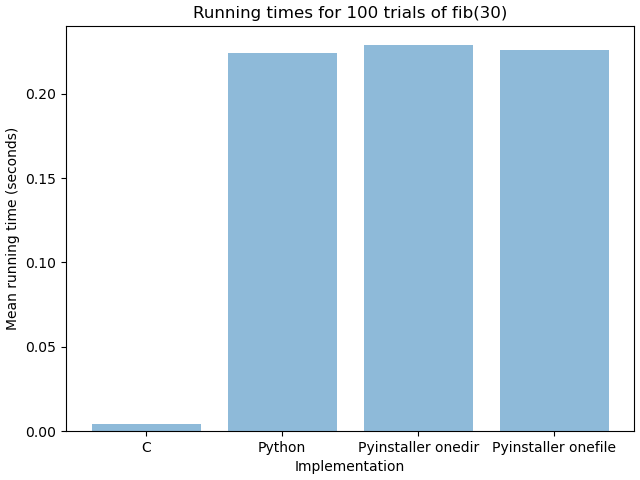 Running times for 100 trials of fib(30)
Mean running time (seconds)
0.20
0.15
0.10
0.05
0.00
C Python Pyinstaller onedir Pyinstaller onefile
Implementation